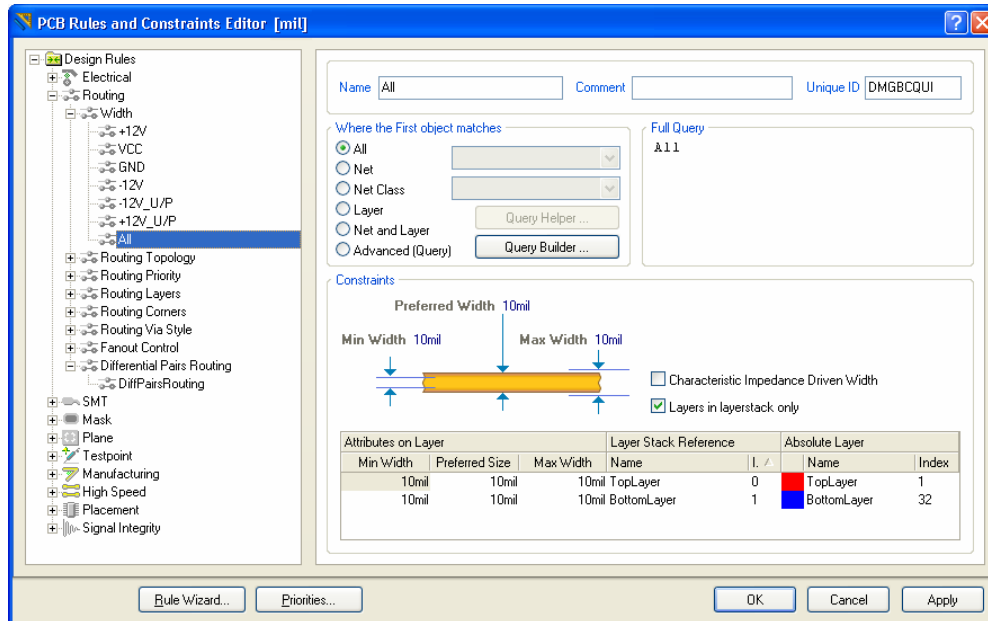 PCB Rules and Constraints Editor [mil]
Design Rules
Electrical
Routing
Width
+12V
VCC
GND
-12V
-12V_U/P
+12V_U/P
All
Routing Topology
Routing Priority
Routing Layers
Routing Corners
Routing Via Style
Fanout Control
Differential Pairs Routing
DiffPairsRouting
SMT
Mask
Plane
Testpoint
Manufacturing
High Speed
Placement
Signal Integrity
Name All Comment Unique ID DMGBCQUI
Where the First object matches
All
Net
Net Class
Layer
Net and Layer
Advanced (Query)
Query Helper ...
Query Builder ...
Full Query
All
Constraints
Preferred Width 10mil
Min Width 10mil Max Width 10mil
Characteristic Impedance Driven Width
Layers in layerstack only
Attributes on Layer Layer Stack Reference Absolute Layer
Min Width Preferred Size Max Width Name I. Name Index
10mil 10mil 10mil TopLayer 0 TopLayer 1
10mil 10mil 10mil BottomLayer 1 BottomLayer 32
Rule Wizard... Priorities... OK Cancel Apply